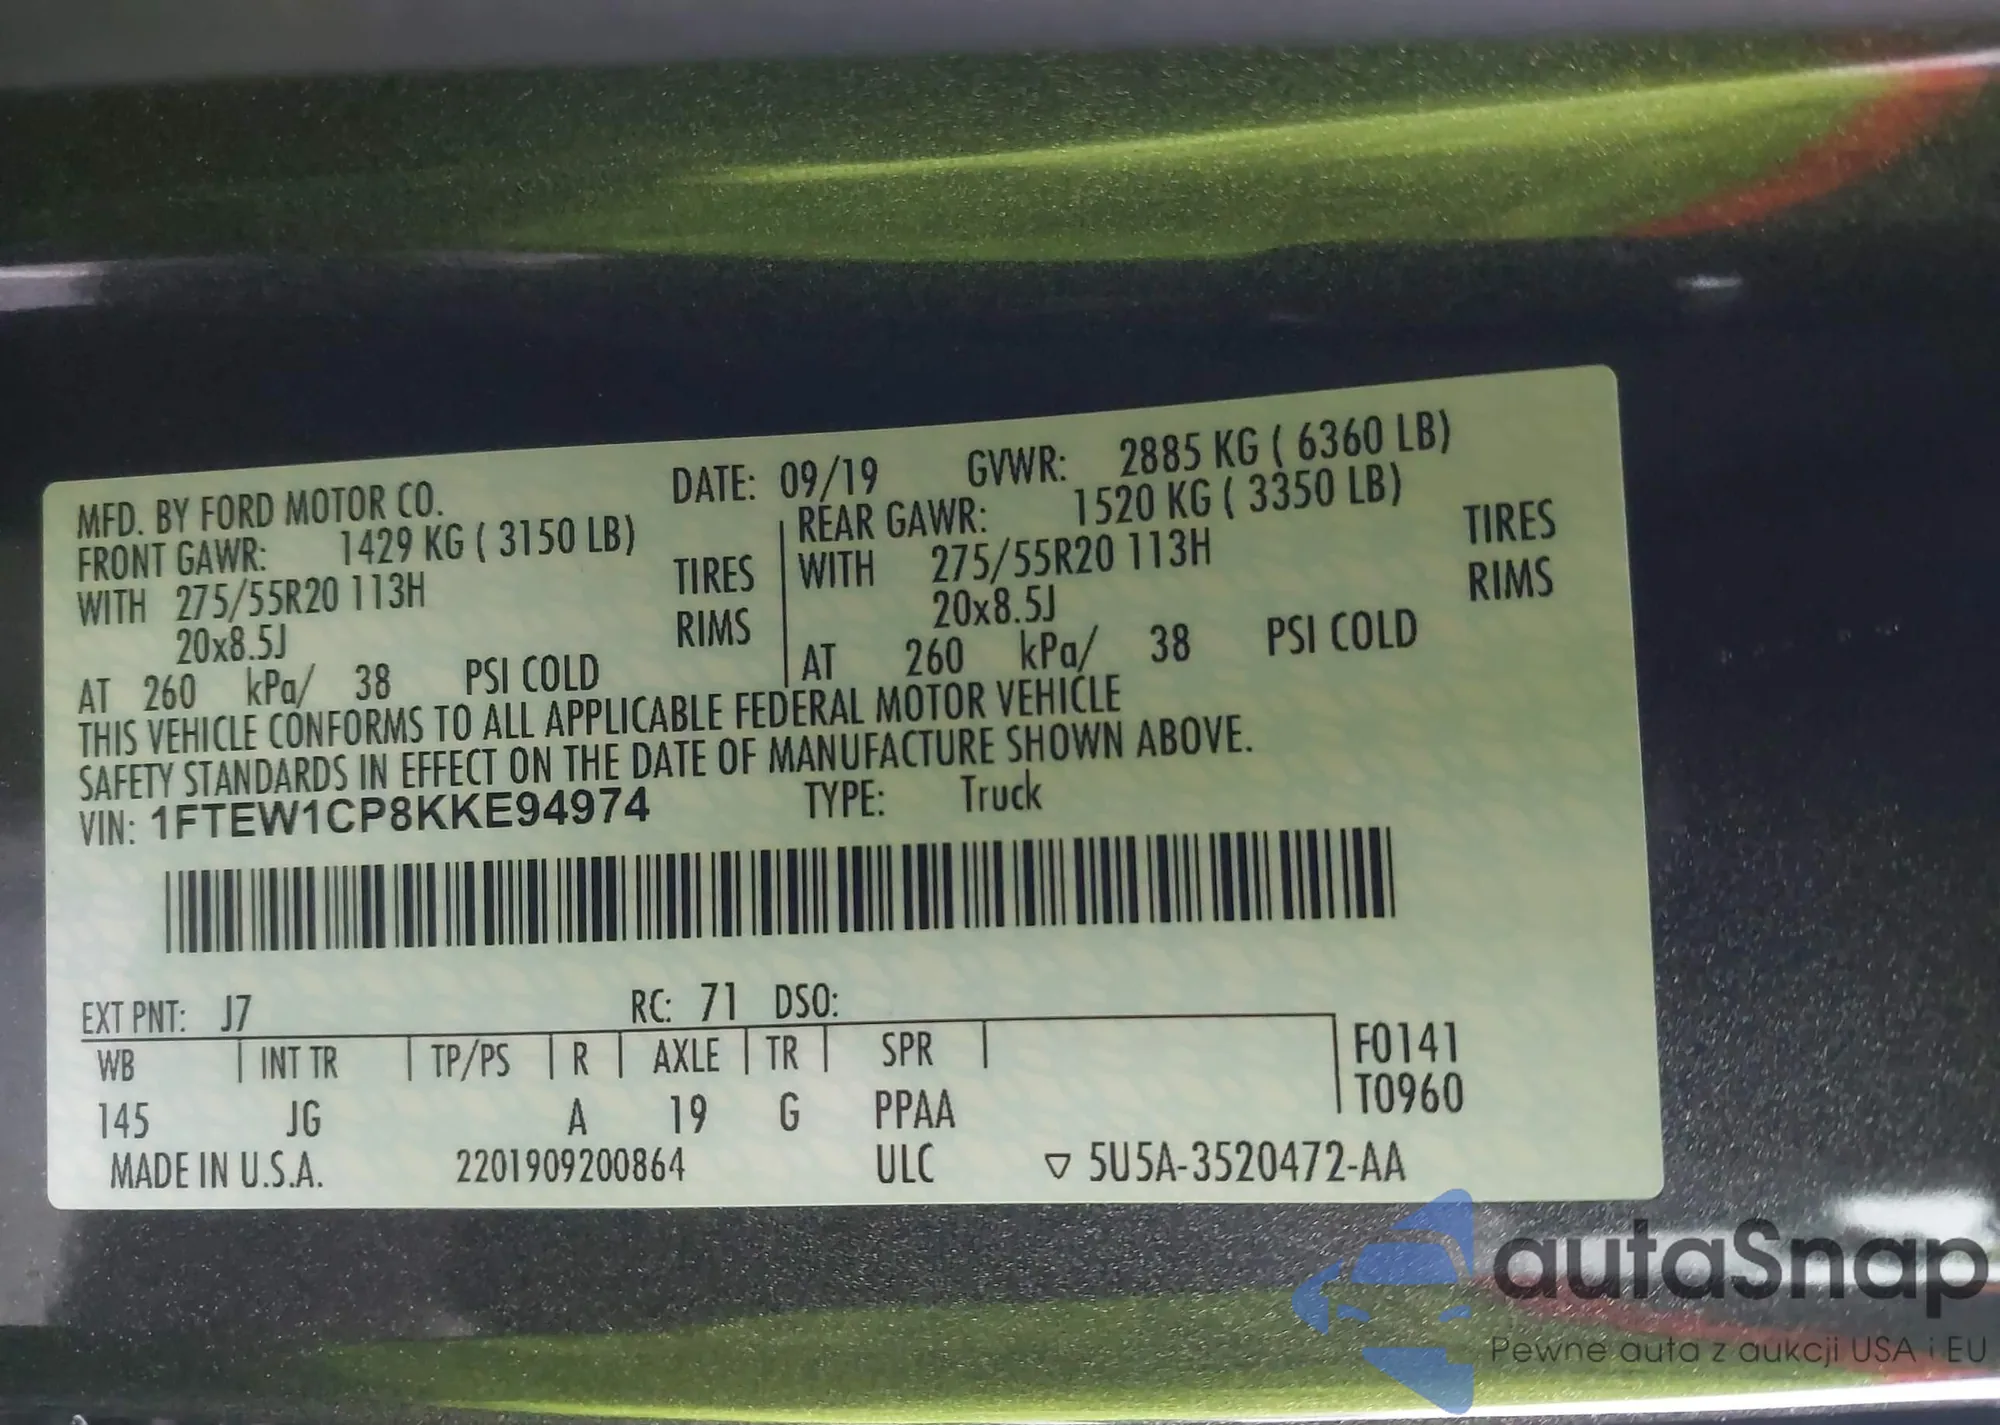 MFD. BY FORD MOTOR CO. DATE: 09/19 GVWR: 2885 KG ( 6360 LB)
FRONT GAWR: 1429 KG ( 3150 LB) REAR GAWR: 1520 KG ( 3350 LB)
WITH 275/55R20 113H TIRES WITH 275/55R20 113H TIRES
20x8.5J RIMS 20x8.5J RIMS
AT 260 kPa/ 38 PSI COLD AT 260 kPa/ 38 PSI COLD
THIS VEHICLE CONFORMS TO ALL APPLICABLE FEDERAL MOTOR VEHICLE
SAFETY STANDARDS IN EFFECT ON THE DATE OF MANUFACTURE SHOWN ABOVE.
VIN: 1FTEW1CP8KKE94974 TYPE: Truck
EXT PNT: J7 RC: 71 DSO:
WB INT TR TP/PS R AXLE TR SPR F0141
145 JG A 19 G PPAA T0960
MADE IN U.S.A. 2201909200864 ULC ▽ 5U5A-3520472-AA
autaSnap
Pewne auta z aukcji USA i EU